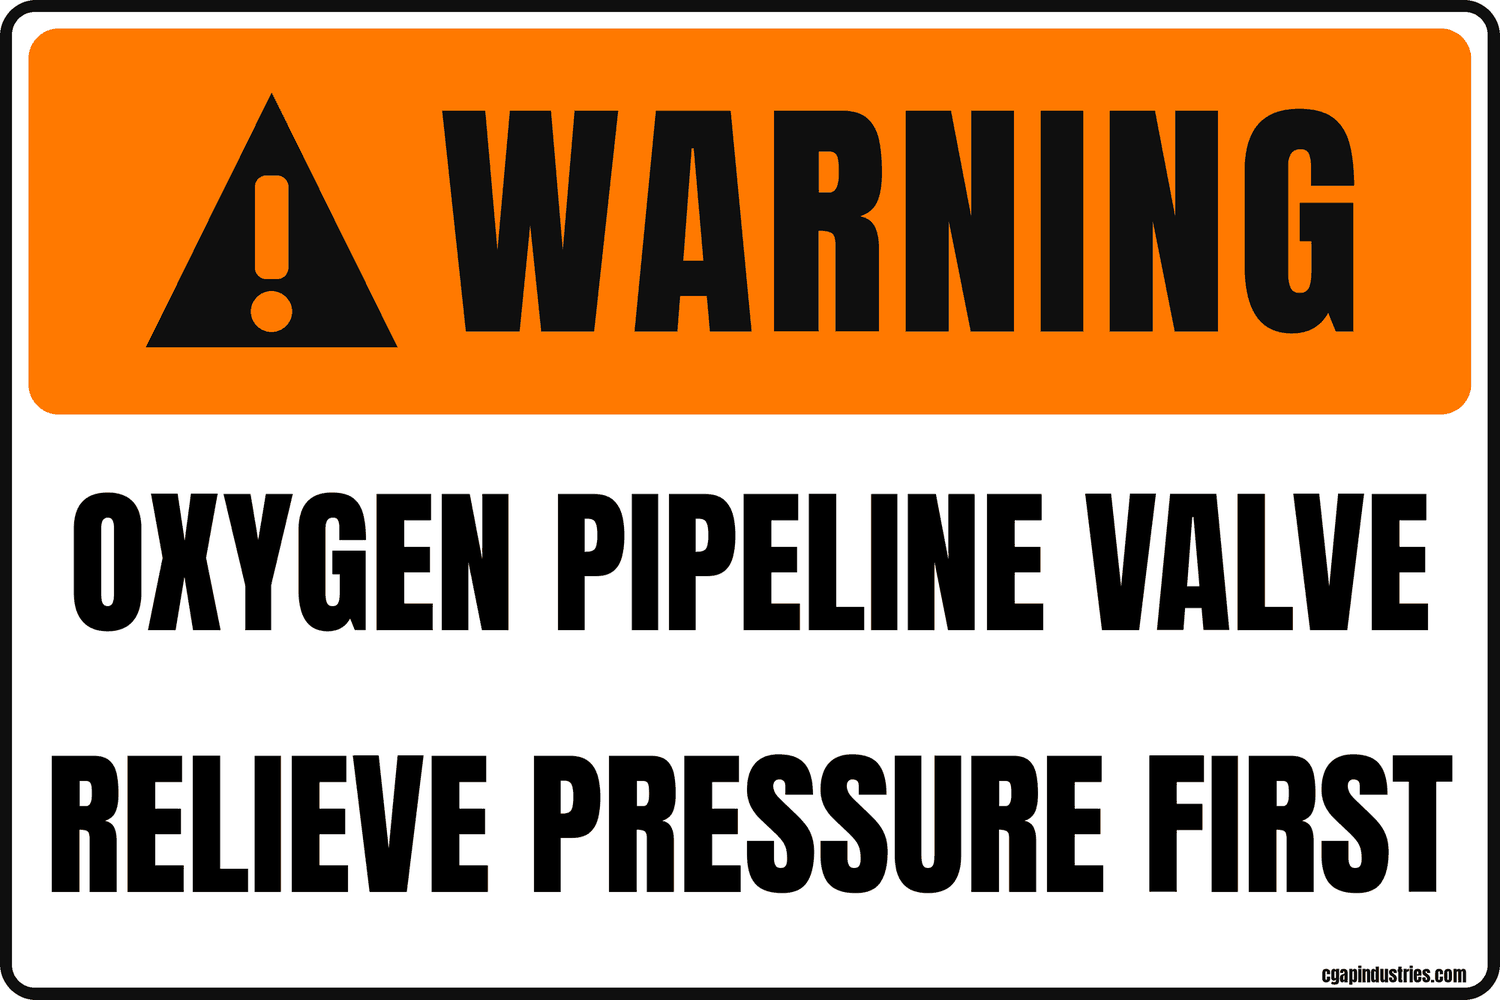 WARNING
OXYGEN PIPELINE VALVE
RELIEVE PRESSURE FIRST
cgapindustries.com